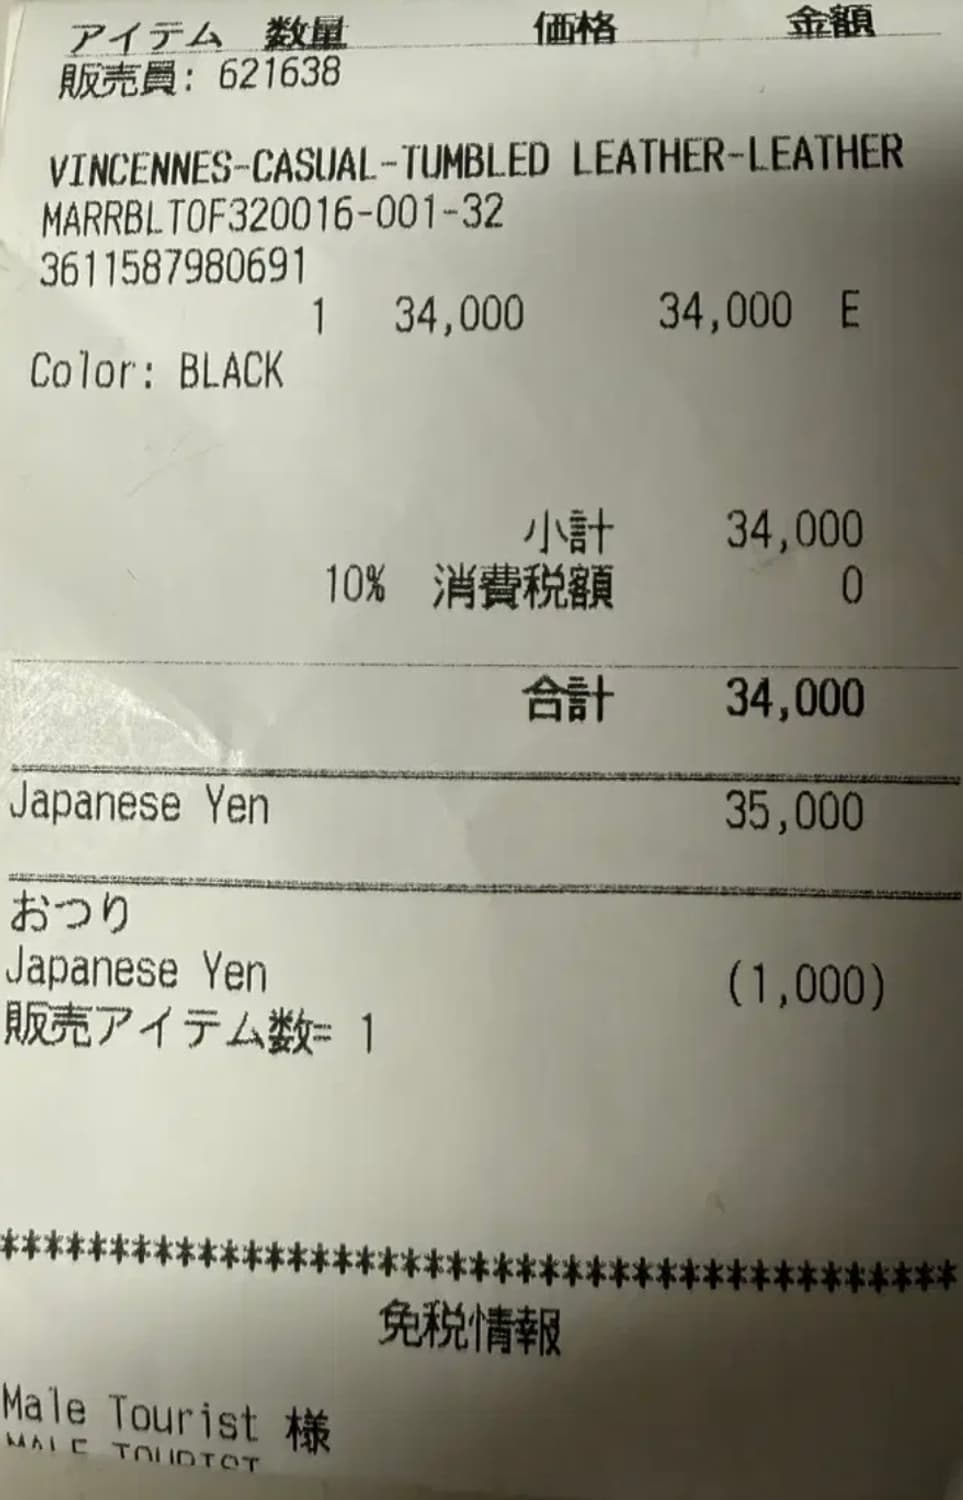 アイテム 数量 価格 金額
販売員: 621638
VINCENNES-CASUAL-TUMBLED LEATHER-LEATHER
MARRBLTOF320016-001-32
3611587980691
1 34,000 34,000 E
Color: BLACK
小計 34,000
10% 消費税額 0
合計 34,000
Japanese Yen 35,000
おつり
Japanese Yen (1,000)
販売アイテム数= 1
******************************************
免税情報
Male Tourist 様
MALE TOURIST